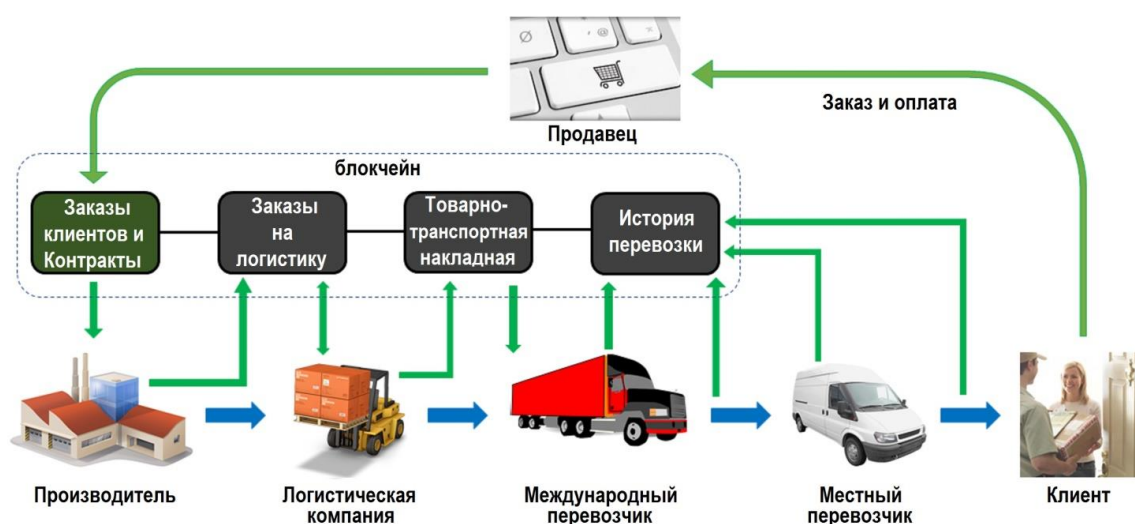 Заказ и оплата
Продавец
блокчейн
Заказы
клиентов и
Контракты
Заказы
на
логистику
Товарно-
транспортная
накладная
История
перевозки
Производитель
Логистическая
компания
Международный
перевозчик
Местный
перевозчик
Клиент